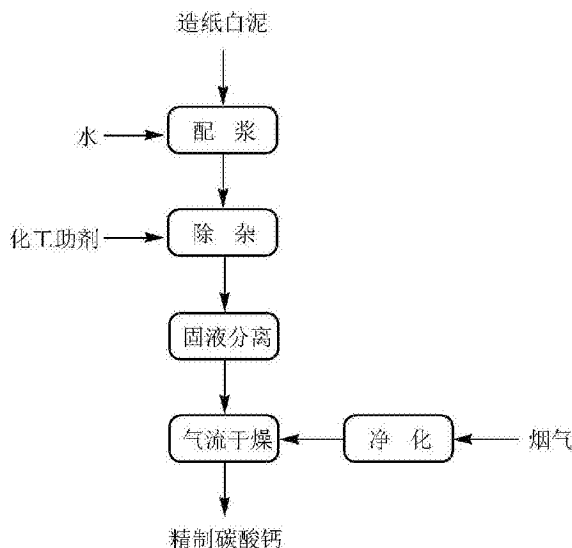 造纸白泥
水
配 浆
化工助剂
除 杂
固液分离
气流干燥
净 化
烟气
精制碳酸钙